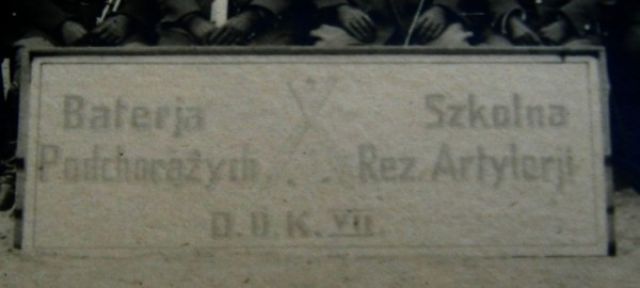 Baterja Szkolna
Podchorążych Rez. Artylerji
D.O.K. VII.